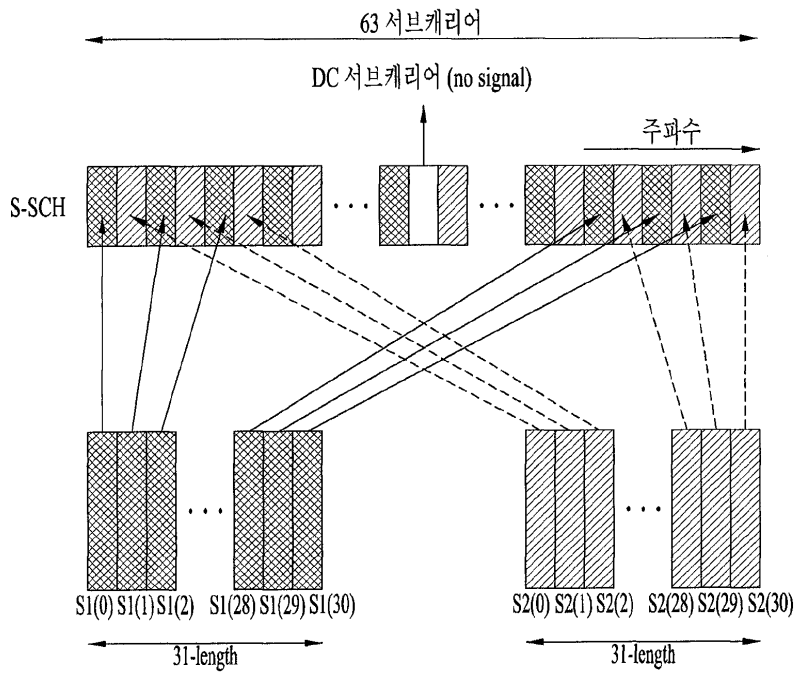 63 서브캐리어
DC 서브캐리어 (no signal)
주파수
S-SCH
S1(0) S1(1) S1(2) S1(28) S1(29) S1(30) S2(0) S2(1) S2(2) S2(28) S2(29) S2(30)
31-length 31-length